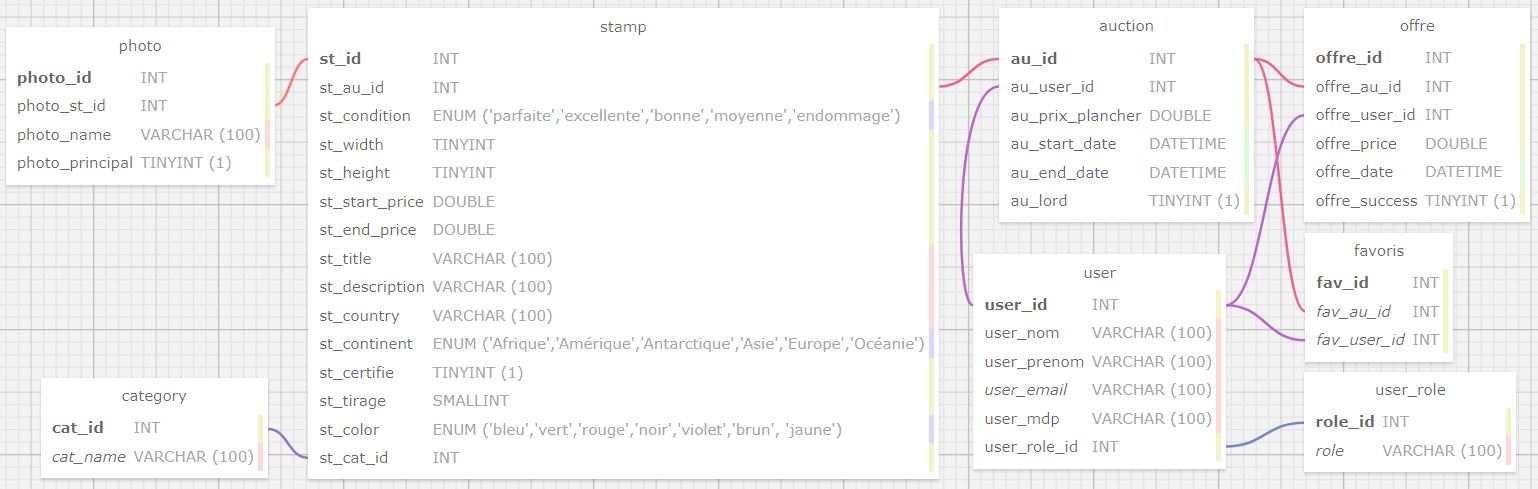 photo
photo_id INT
photo_st_id INT
photo_name VARCHAR (100)
photo_principal TINYINT (1)
stamp
st_id INT
st_au_id INT
st_condition ENUM ('parfaite','excellente','bonne','moyenne','endommage')
st_width TINYINT
st_height TINYINT
st_start_price DOUBLE
st_end_price DOUBLE
st_title VARCHAR (100)
st_description VARCHAR (100)
st_country VARCHAR (100)
st_continent ENUM ('Afrique','Amérique','Antarctique','Asie','Europe','Océanie')
st_certifie TINYINT (1)
st_tirage SMALLINT
st_color ENUM ('bleu','vert','rouge','noir','violet','brun', 'jaune')
st_cat_id INT
category
cat_id INT
cat_name VARCHAR (100)
auction
au_id INT
au_user_id INT
au_prix_plancher DOUBLE
au_start_date DATETIME
au_end_date DATETIME
au_lord TINYINT (1)
user
user_id INT
user_nom VARCHAR (100)
user_prenom VARCHAR (100)
user_email VARCHAR (100)
user_mdp VARCHAR (100)
user_role_id INT
offre
offre_id INT
offre_au_id INT
offre_user_id INT
offre_price DOUBLE
offre_date DATETIME
offre_success TINYINT (1)
favoris
fav_id INT
fav_au_id INT
fav_user_id INT
user_role
role_id INT
role VARCHAR (100)